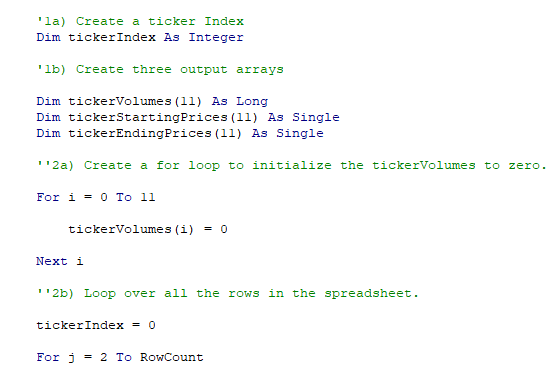 '1a) Create a ticker Index
Dim tickerIndex As Integer
'1b) Create three output arrays
Dim tickerVolumes(11) As Long
Dim tickerStartingPrices(11) As Single
Dim tickerEndingPrices(11) As Single
''2a) Create a for loop to initialize the tickerVolumes to zero.
For i = 0 To 11
tickerVolumes(i) = 0
Next i
''2b) Loop over all the rows in the spreadsheet.
tickerIndex = 0
For j = 2 To RowCount